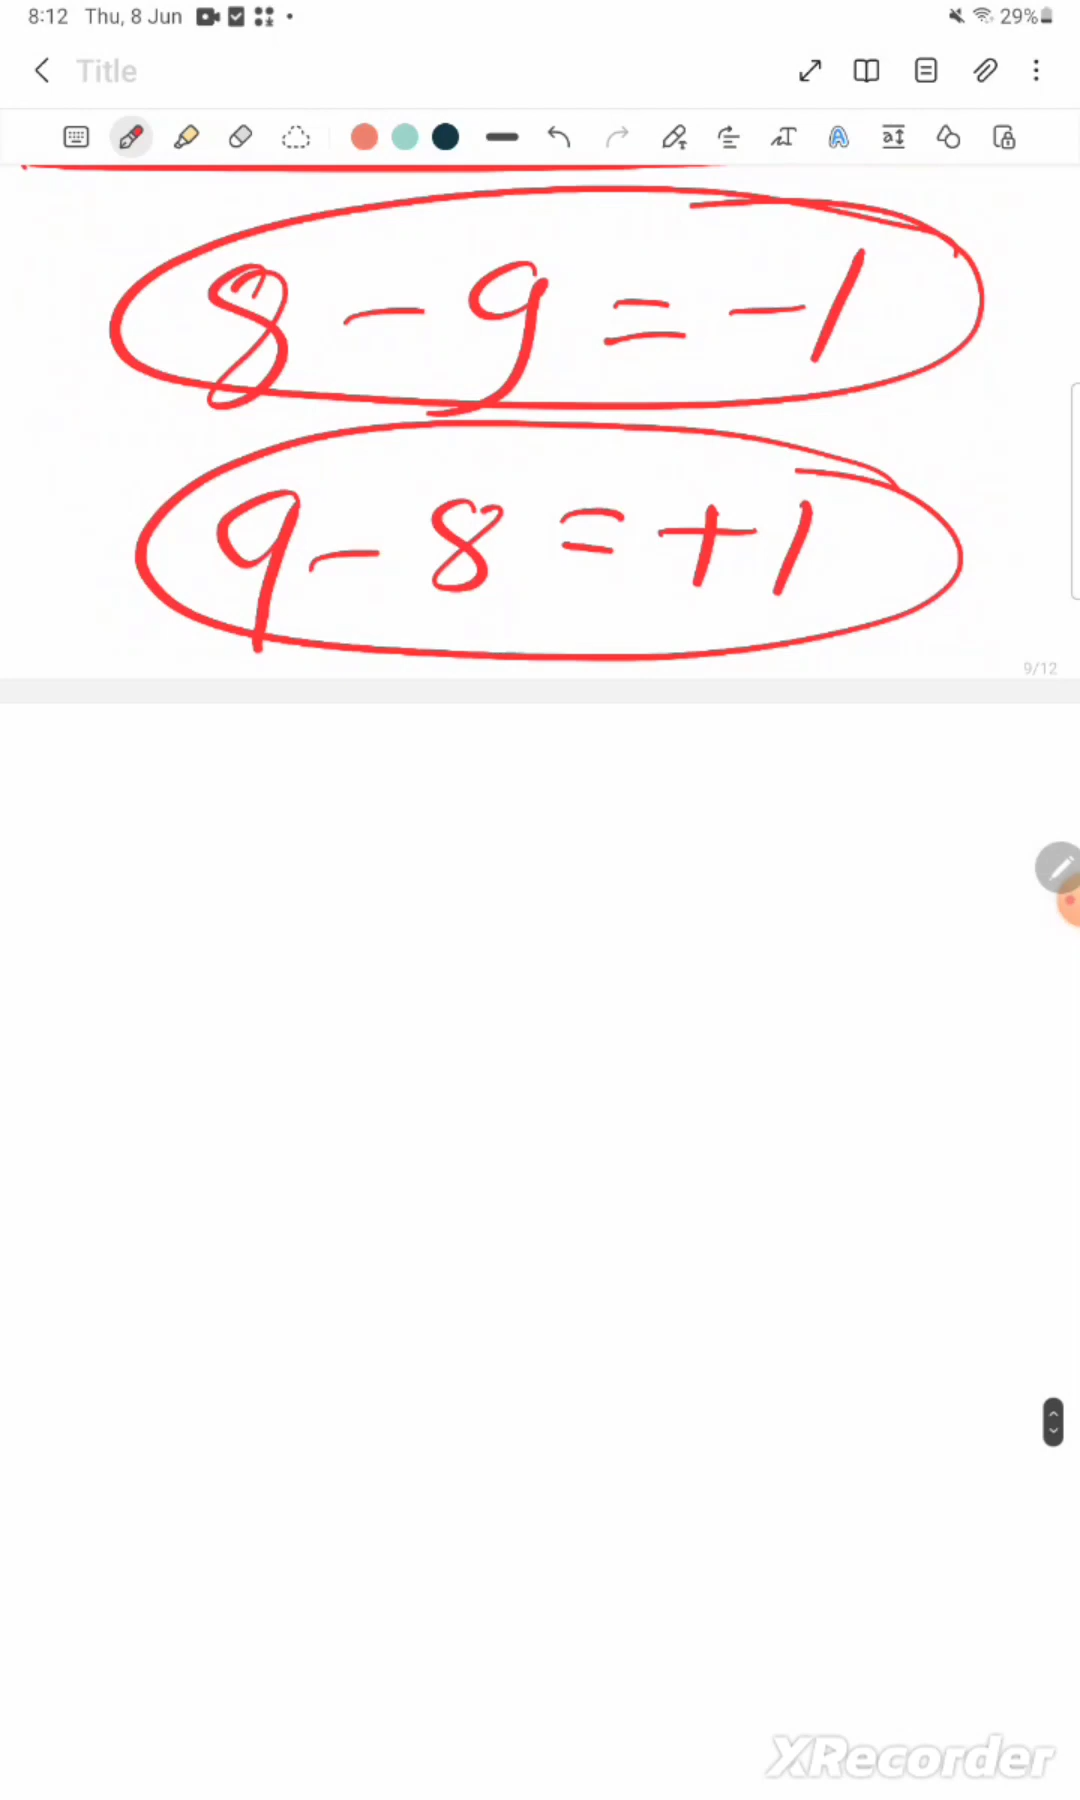 8:12 Thu, 8 Jun 29%
Title
8 - 9 = -1
9 - 8 = +1
9/12
XRecorder